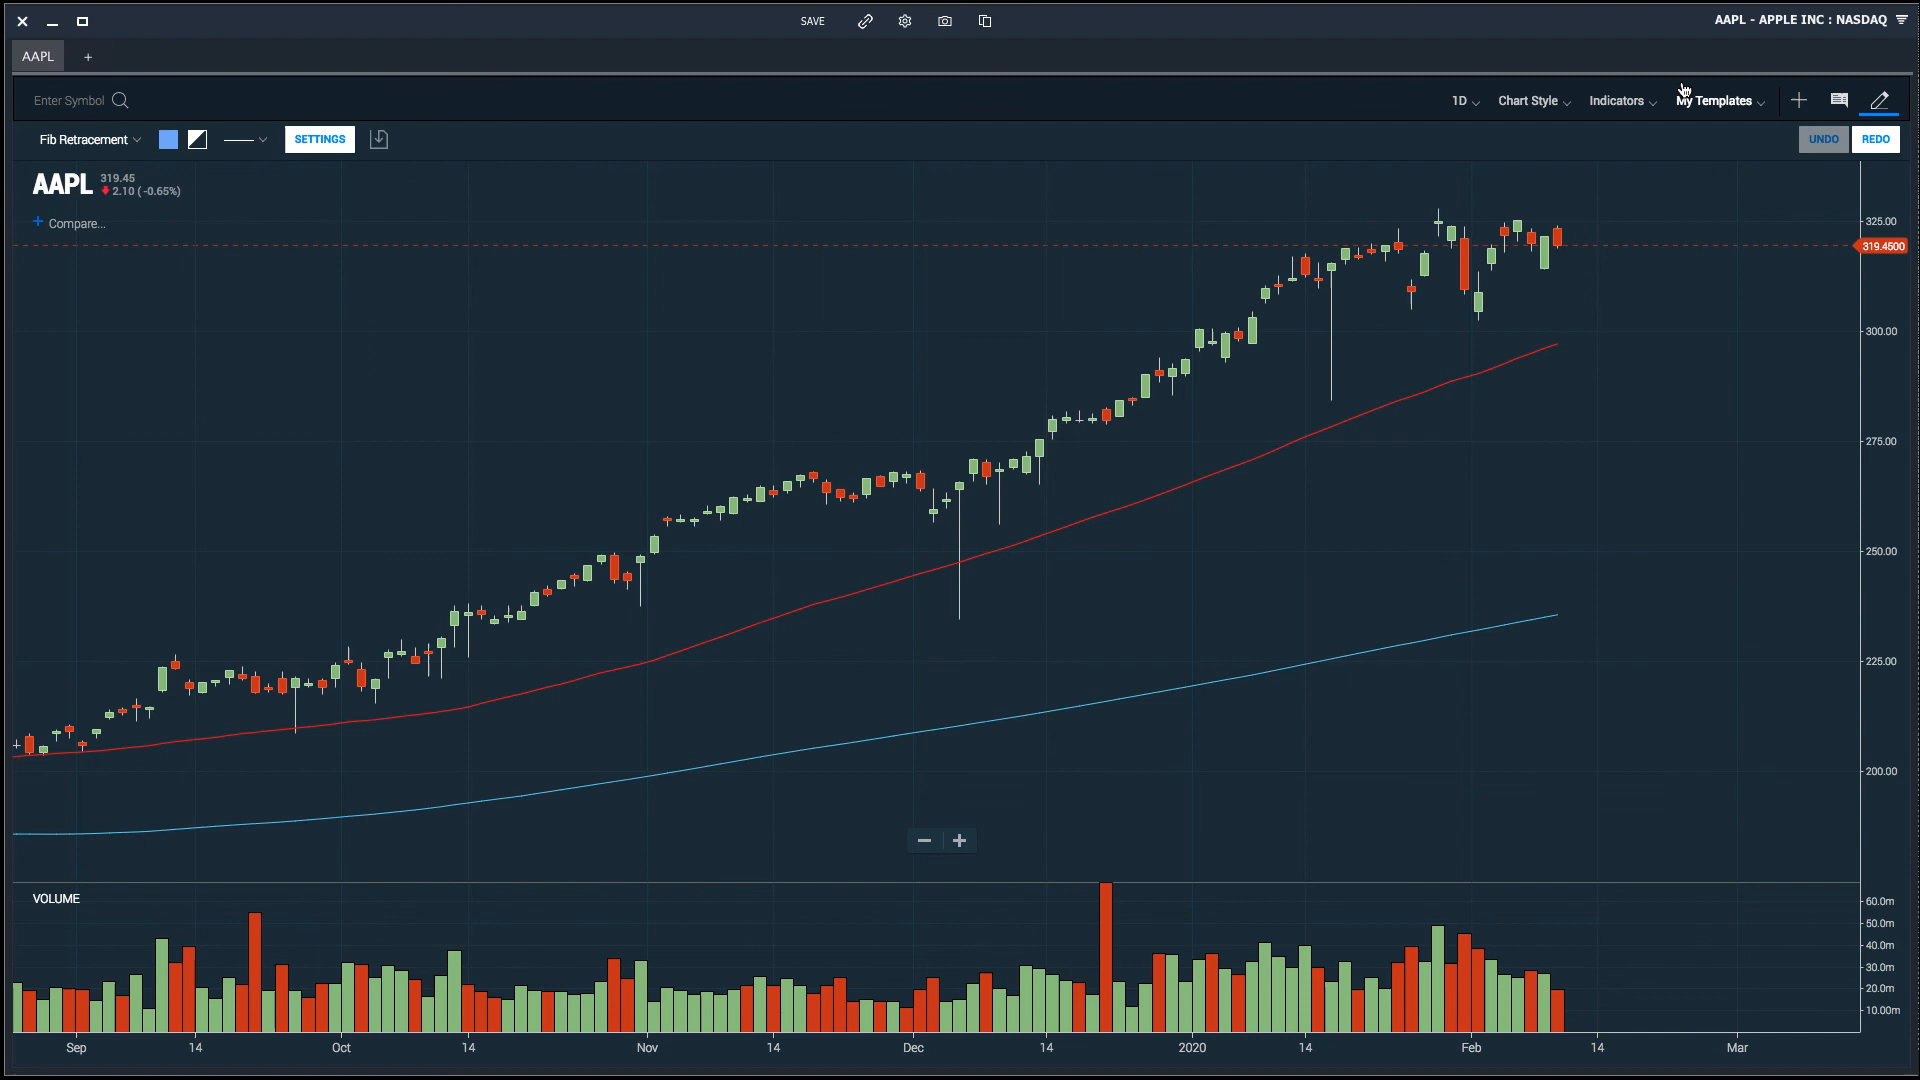 SAVE
AAPL - APPLE INC : NASDAQ
AAPL +
Enter Symbol
1D Chart Style Indicators My Templates
Fib Retracement SETTINGS UNDO REDO
AAPL 319.45
2.10 (-0.65%)
+ Compare...
325.00
319.4500
300.00
275.00
250.00
225.00
200.00
VOLUME
60.0m
50.0m
40.0m
30.0m
20.0m
10.00m
Sep 14 Oct 14 Nov 14 Dec 14 2020 14 Feb 14 Mar